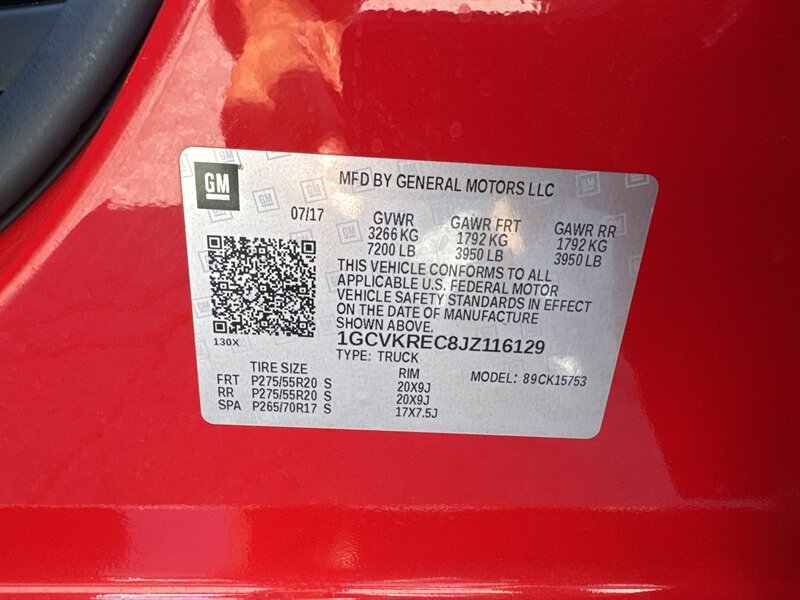 GM
MFD BY GENERAL MOTORS LLC
07/17
GVWR GAWR FRT GAWR RR
3266 KG 1792 KG 1792 KG
7200 LB 3950 LB 3950 LB
THIS VEHICLE CONFORMS TO ALL
APPLICABLE U.S. FEDERAL MOTOR
VEHICLE SAFETY STANDARDS IN EFFECT
ON THE DATE OF MANUFACTURE
SHOWN ABOVE.
130X
1GCVKREC8JZ116129
TYPE: TRUCK
TIRE SIZE RIM MODEL: 89CK15753
FRT P275/55R20 S 20X9J
RR P275/55R20 S 20X9J
SPA P265/70R17 S 17X7.5J